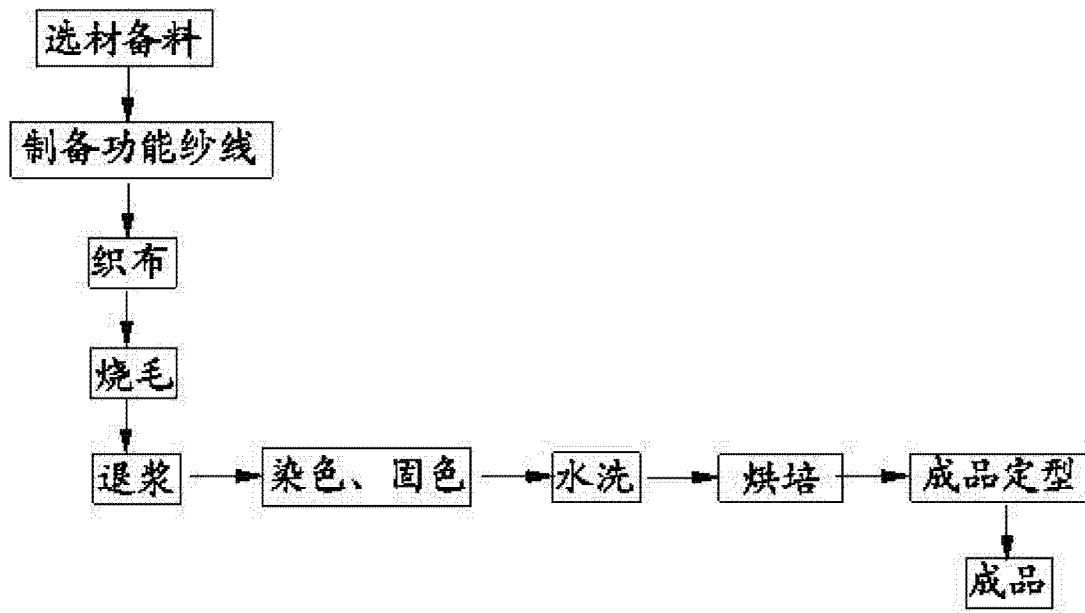 选材备料
制备功能纱线
织布
烧毛
退浆
染色、固色
水洗
烘培
成品定型
成品